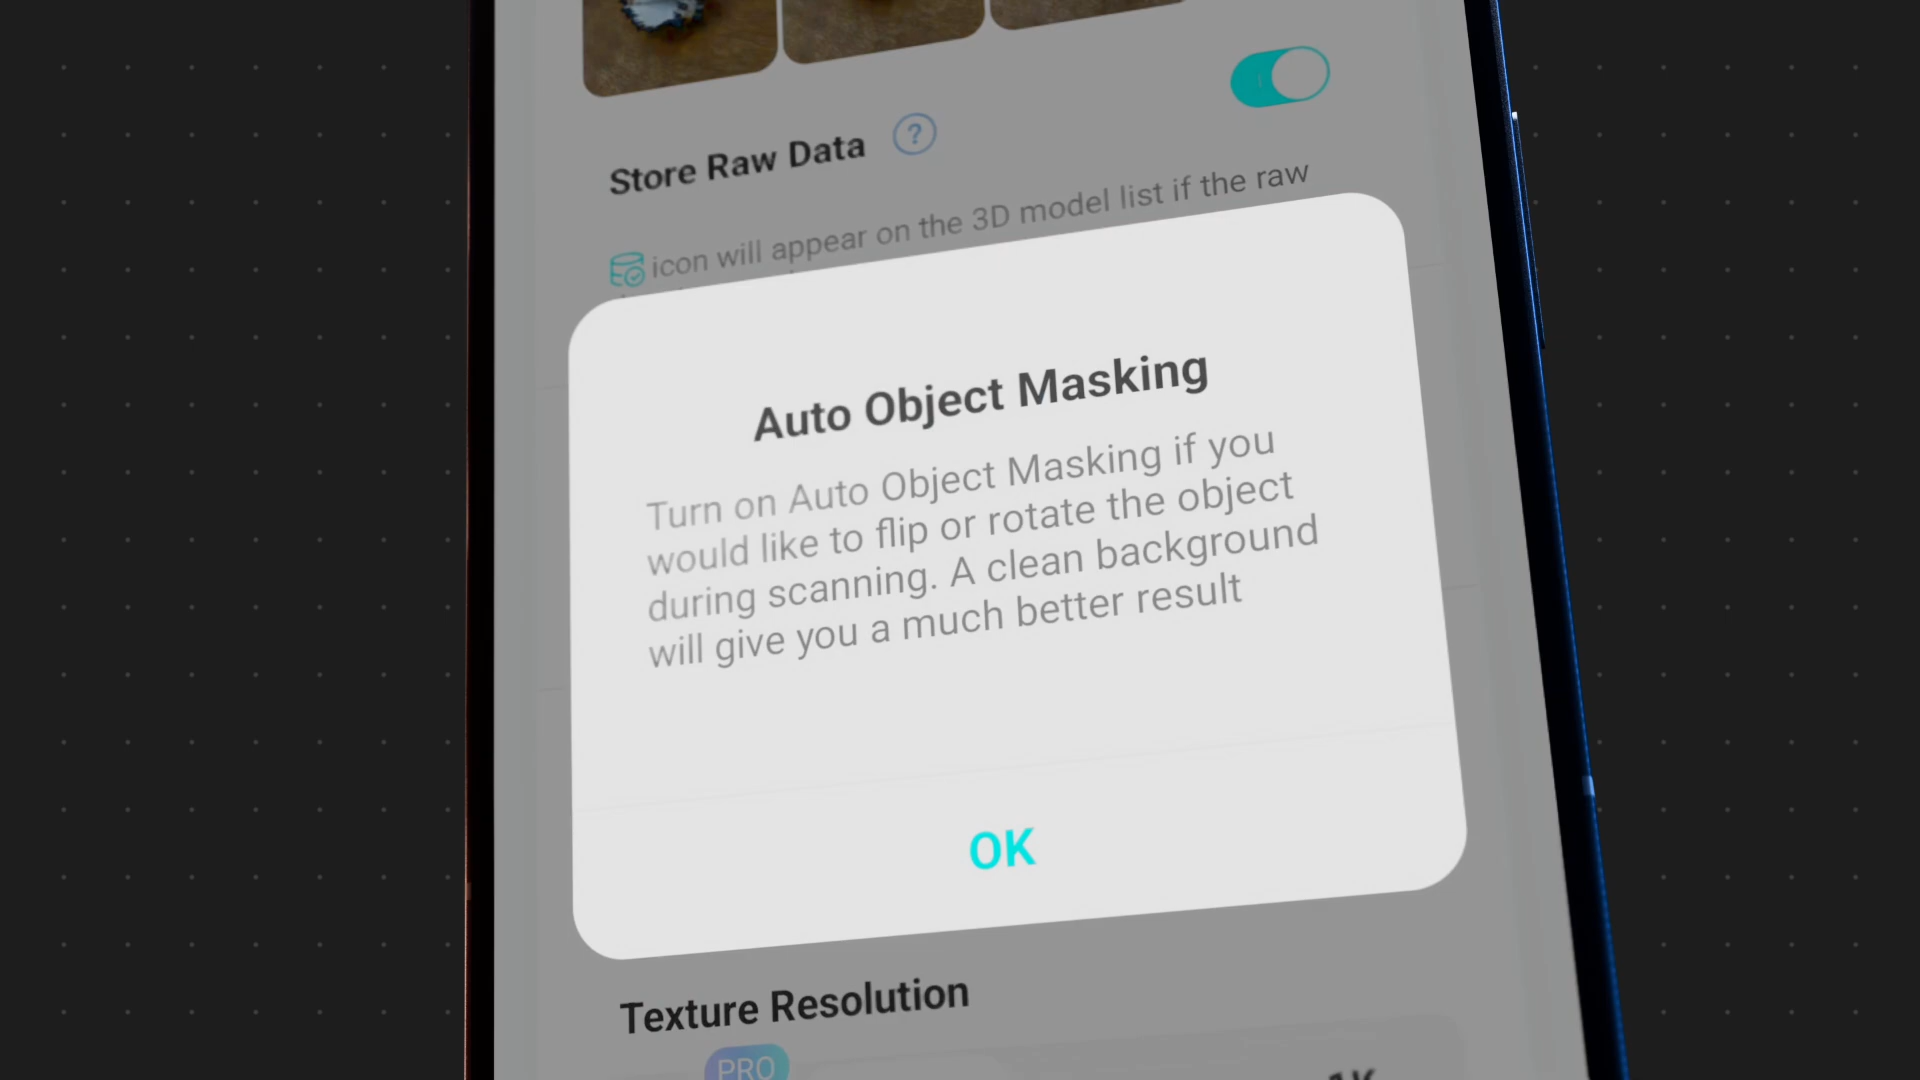 Store Raw Data ?
icon will appear on the 3D model list if the raw
Auto Object Masking
Turn on Auto Object Masking if you
would like to flip or rotate the object
during scanning. A clean background
will give you a much better result
OK
Texture Resolution
PRO
1K